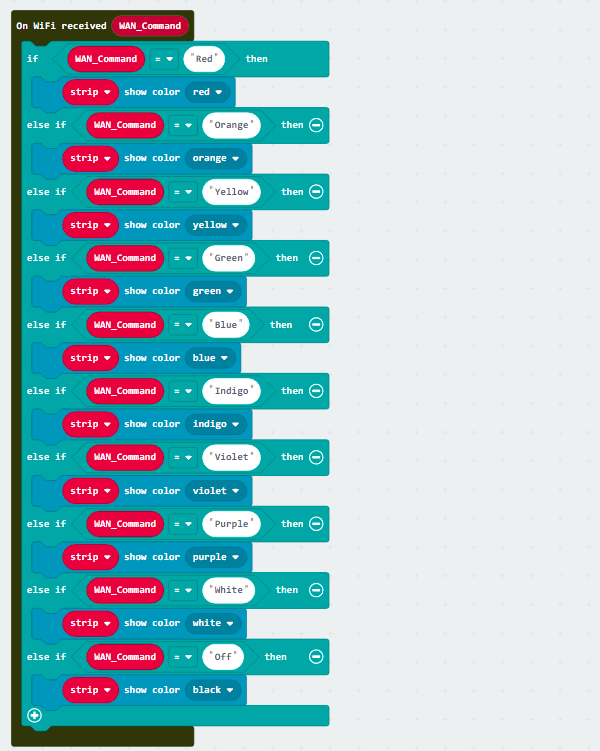 On WiFi received WAN_Command
if WAN_Command = "Red" then
strip show color red
else if WAN_Command = "Orange" then
strip show color orange
else if WAN_Command = "Yellow" then
strip show color yellow
else if WAN_Command = "Green" then
strip show color green
else if WAN_Command = "Blue" then
strip show color blue
else if WAN_Command = "Indigo" then
strip show color indigo
else if WAN_Command = "Violet" then
strip show color violet
else if WAN_Command = "Purple" then
strip show color purple
else if WAN_Command = "White" then
strip show color white
else if WAN_Command = "Off" then
strip show color black